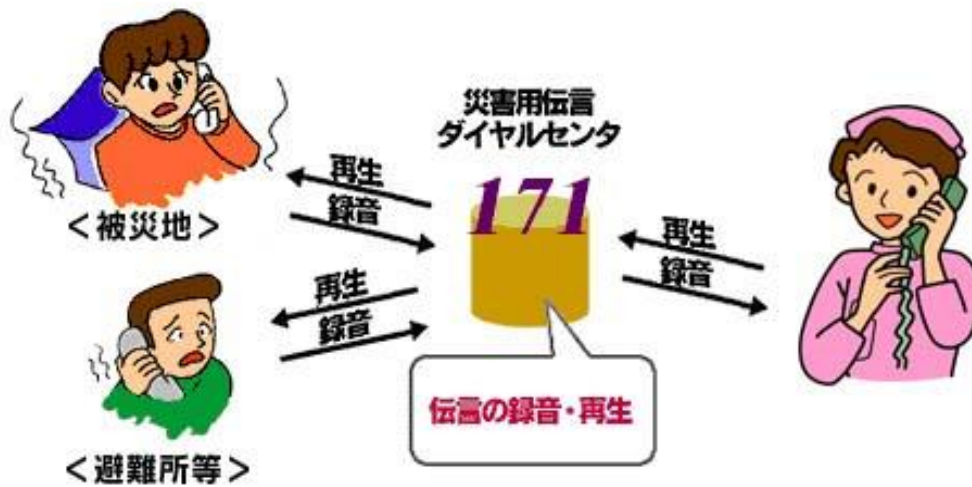 災害用伝言
ダイヤルセンタ
171
再生
録音
<被災地>
再生
録音
再生
録音
伝言の録音・再生
<避難所等>